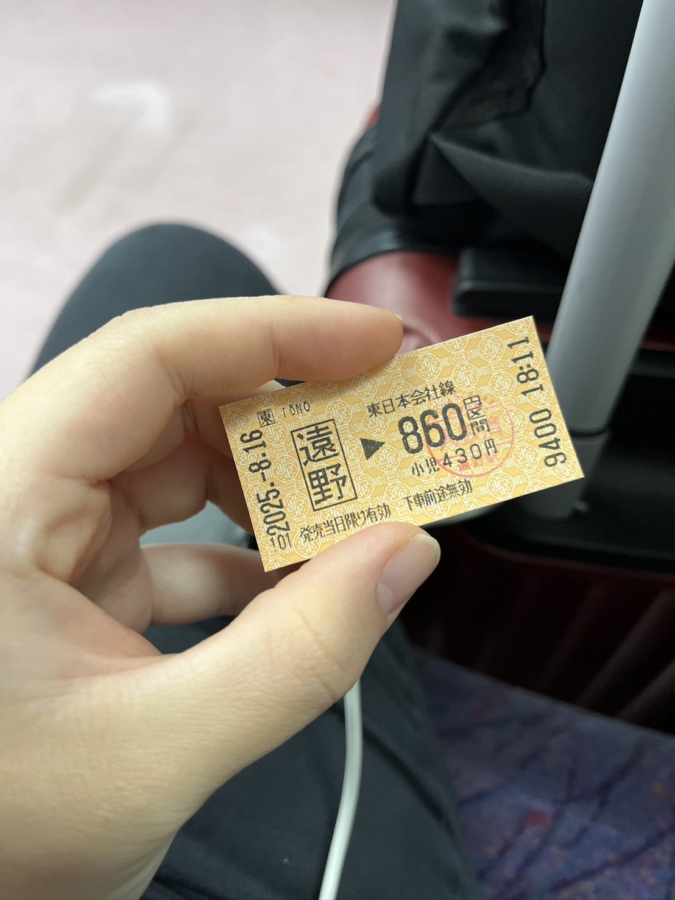 園 TŌNO
東日本会社線
遠野 ▶ 860円区間
小児430円
発売当日限り有効 下車前途無効
2025.-8.16
101
9400 18:11